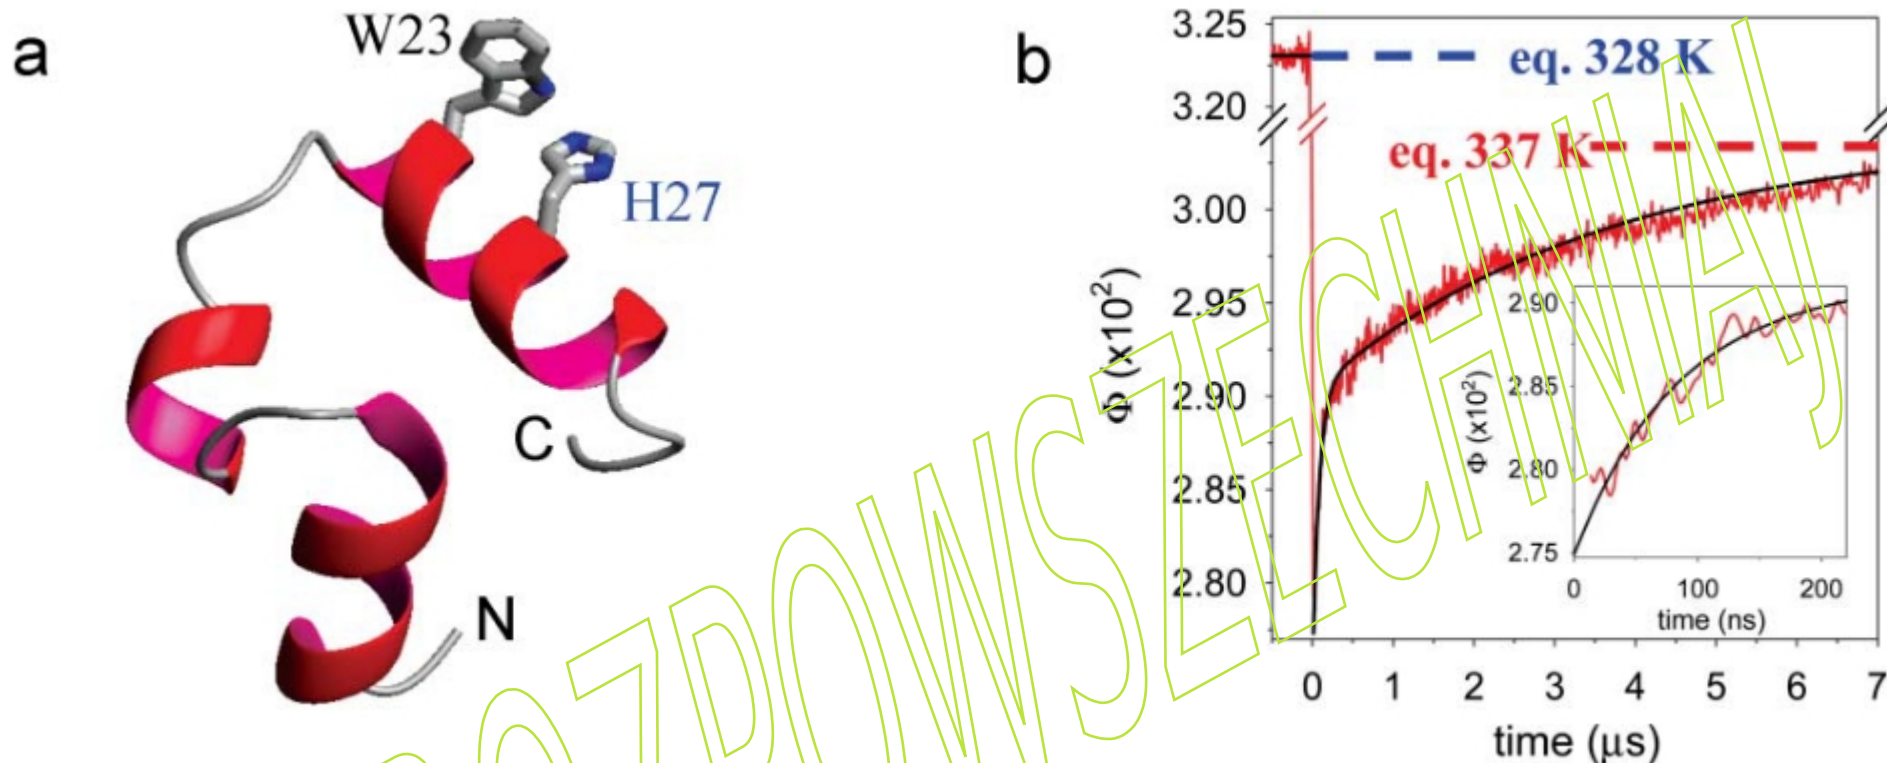 a
W23
H27
C
N
b
3.25
3.20
3.00
2.95
2.90
2.85
2.80
Φ (x10²)
eq. 328 K
eq. 337 K
2.90
2.85
2.80
2.75
Φ (x10²)
0 100 200
time (ns)
0 1 2 3 4 5 6 7
time (μs)
ROZPOWSZECHNIAJ